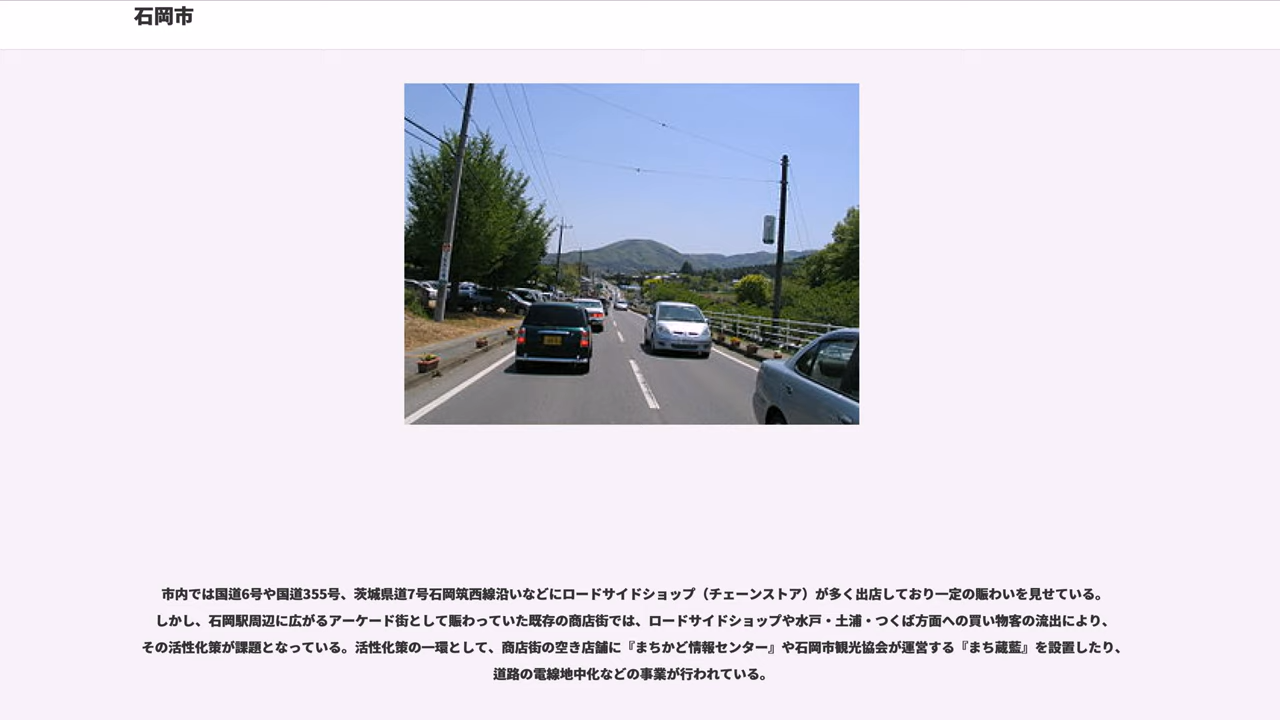 石岡市
市内では国道6号や国道355号、茨城県道7号石岡筑西線沿いなどにロードサイドショップ（チェーンストア）が多く出店しており一定の賑わいを見せている。
しかし、石岡駅周辺に広がるアーケード街として賑わっていた既存の商店街では、ロードサイドショップや水戸・土浦・つくば方面への買い物客の流出により、
その活性化策が課題となっている。活性化策の一環として、商店街の空き店舗に『まちかど情報センター』や石岡市観光協会が運営する『まち蔵藍』を設置したり、
道路の電線地中化などの事業が行われている。